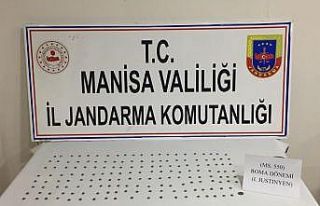 T.C.
MANİSA VALİLİĞİ
İL JANDARMA KOMUTANLIĞI
(MS. 550)
ROMA DÖNEMİ
(I. JUSTINYEN)